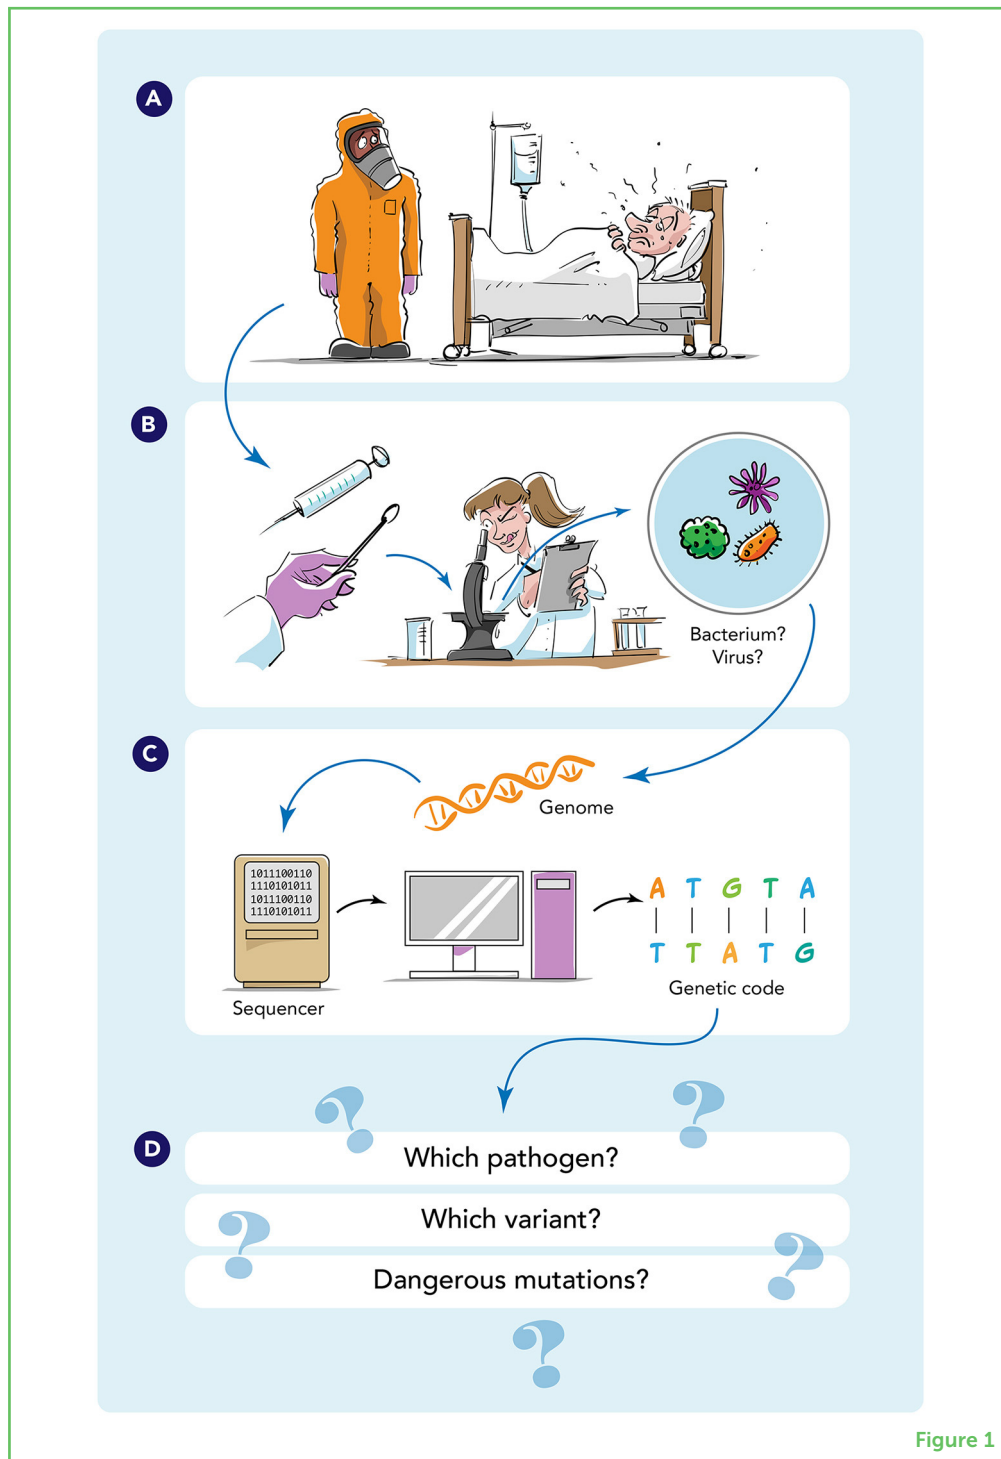 A
B
Bacterium?
Virus?
C
Genome
1011100110
1110101011
1011100110
1110101011
A T G T A
T T A T G
Sequencer
Genetic code
? ?
D
Which pathogen?
Which variant?
? ?
Dangerous mutations?
?
Figure 1